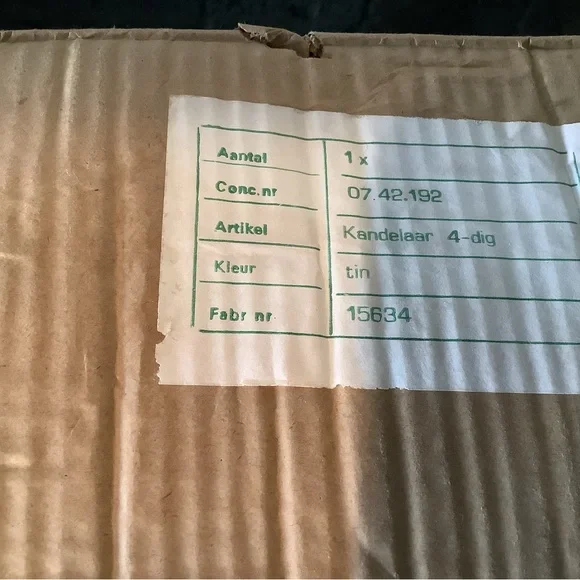 Aantal 1 x
Conc.nr 07.42.192
Artikel Kandelaar 4-dig
Kleur tin
Fabr nr 15634